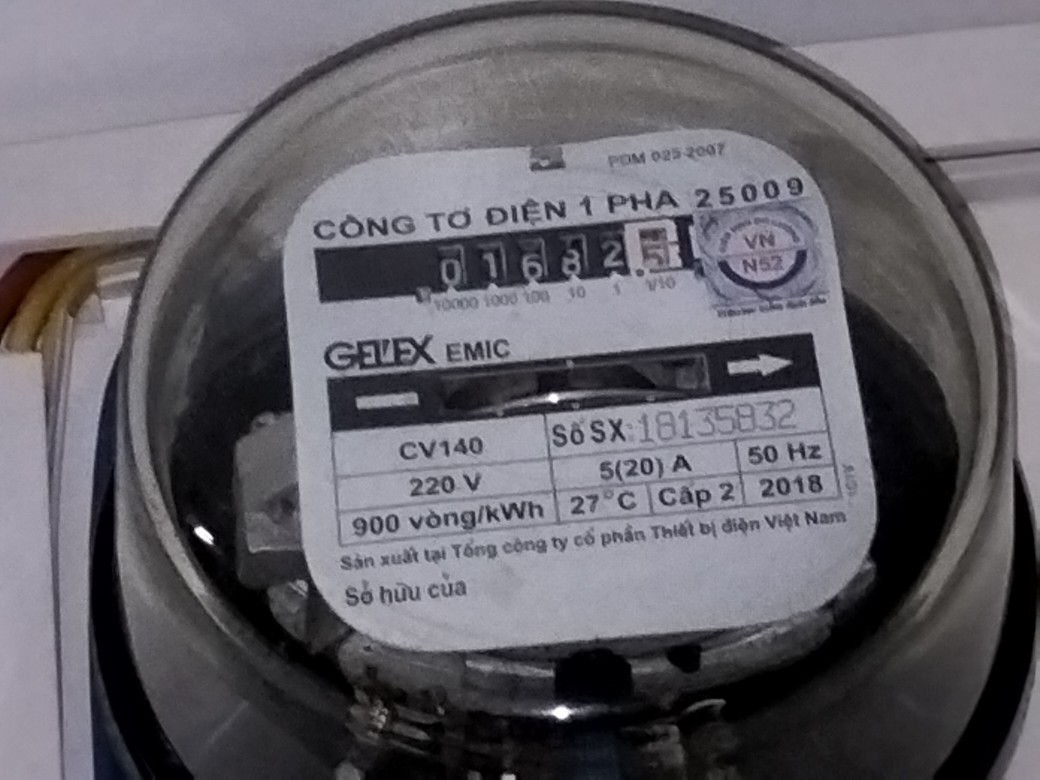 PDM 025-2007
CÔNG TƠ ĐIỆN 1 PHA 25009
0 1 6 8 2 5
10000 1000 100 10 1 1/10
VN
N52
GELEX EMIC
CV140 Số SX: 18135832
220 V 5(20) A 50 Hz
900 vòng/kWh 27°C Cấp 2 2018
Sản xuất tại Tổng công ty cổ phần Thiết bị điện Việt Nam
Sở hữu của